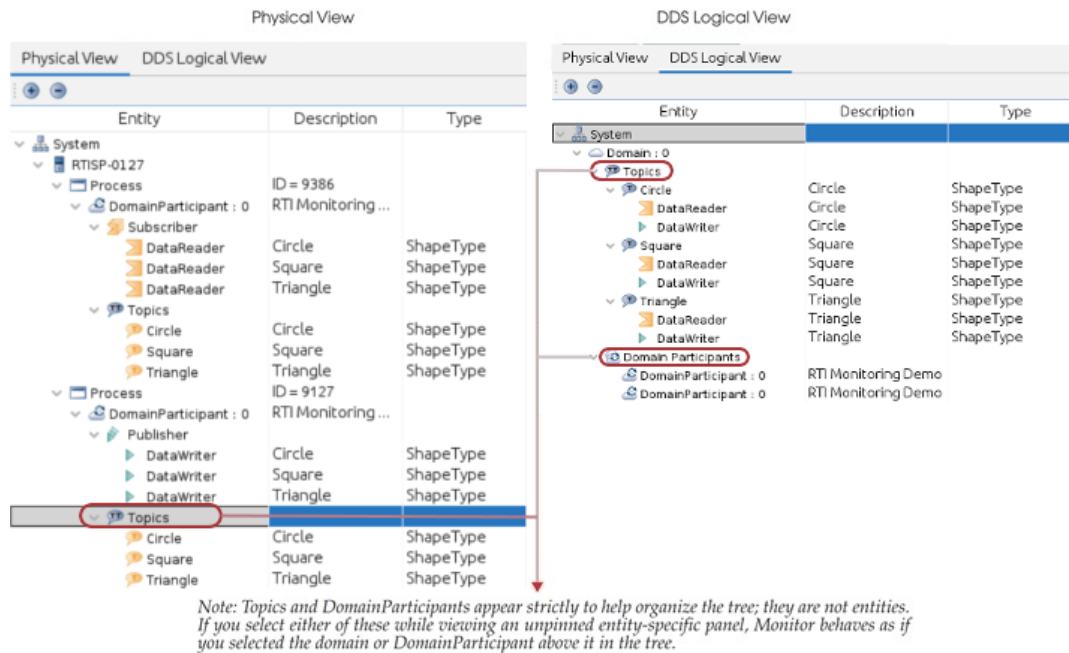 Physical View
DDS Logical View
Physical View DDS Logical View
Entity Description Type
System
RTISP-0127
Process ID = 9386
DomainParticipant : 0 RTI Monitoring ...
Subscriber
DataReader Circle ShapeType
DataReader Square ShapeType
DataReader Triangle ShapeType
Topics
Circle Circle ShapeType
Square Square ShapeType
Triangle Triangle ShapeType
Process ID = 9127
DomainParticipant : 0 RTI Monitoring ...
Publisher
DataWriter Circle ShapeType
DataWriter Square ShapeType
DataWriter Triangle ShapeType
Topics
Circle Circle ShapeType
Square Square ShapeType
Triangle Triangle ShapeType
Physical View DDS Logical View
Entity Description Type
System
Domain : 0
Topics
Circle Circle ShapeType
DataReader Circle ShapeType
DataWriter Circle ShapeType
Square Square ShapeType
DataReader Square ShapeType
DataWriter Square ShapeType
Triangle Triangle ShapeType
DataReader Triangle ShapeType
DataWriter Triangle ShapeType
Domain Participants
DomainParticipant : 0 RTI Monitoring Demo
DomainParticipant : 0 RTI Monitoring Demo
Note: Topics and DomainParticipants appear strictly to help organize the tree; they are not entities.
If you select either of these while viewing an unpinned entity-specific panel, Monitor behaves as if
you selected the domain or DomainParticipant above it in the tree.